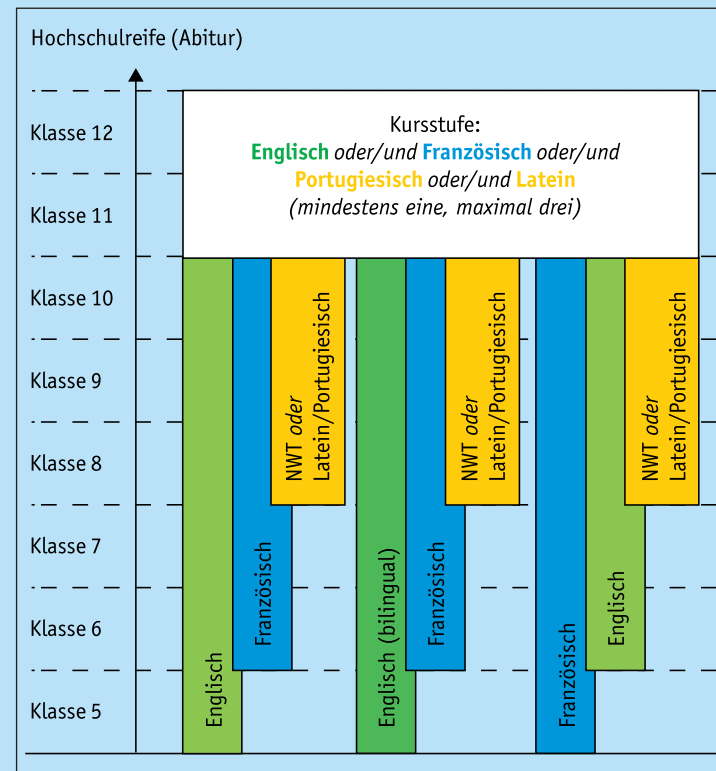 Hochschulreife (Abitur)
Klasse 12
Kursstufe:
Englisch oder/und Französisch oder/und
Portugiesisch oder/und Latein
(mindestens eine, maximal drei)
Klasse 11
Klasse 10
Klasse 9
Klasse 8
Klasse 7
Klasse 6
Klasse 5
Englisch
Französisch
NWT oder
Latein/Portugiesisch
Englisch (bilingual)
Französisch
NWT oder
Latein/Portugiesisch
Französisch
Englisch
NWT oder
Latein/Portugiesisch